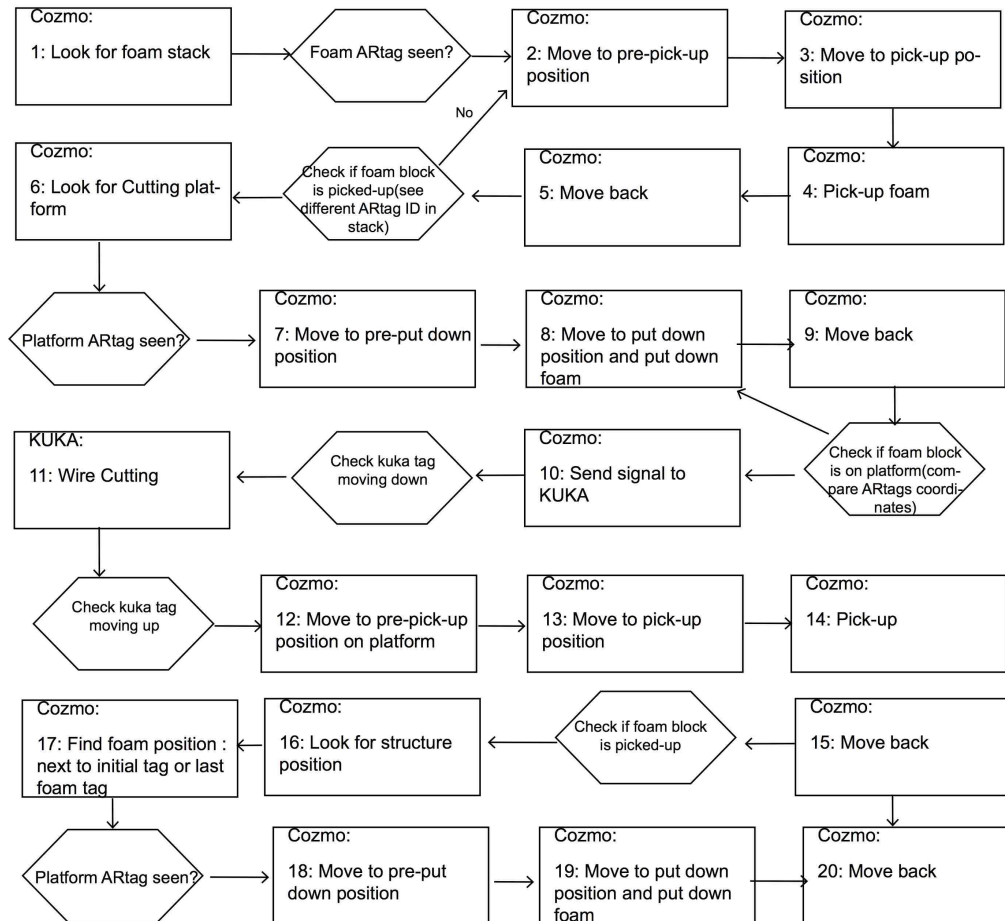 Cozmo:
1: Look for foam stack
Foam ARtag seen?
Cozmo:
2: Move to pre-pick-up
position
Cozmo:
3: Move to pick-up po-
sition
No
Cozmo:
4: Pick-up foam
Cozmo:
5: Move back
Check if foam block
is picked-up(see
different ARtag ID in
stack)
Cozmo:
6: Look for Cutting plat-
form
Platform ARtag seen?
Cozmo:
7: Move to pre-put down
position
Cozmo:
8: Move to put down
position and put down
foam
Cozmo:
9: Move back
Check if foam block
is on platform(com-
pare ARtags coordi-
nates)
Cozmo:
10: Send signal to
KUKA
Check kuka tag
moving down
KUKA:
11: Wire Cutting
Check kuka tag
moving up
Cozmo:
12: Move to pre-pick-up
position on platform
Cozmo:
13: Move to pick-up
position
Cozmo:
14: Pick-up
Cozmo:
15: Move back
Check if foam block
is picked-up
Cozmo:
16: Look for structure
position
Cozmo:
17: Find foam position :
next to initial tag or last
foam tag
Platform ARtag seen?
Cozmo:
18: Move to pre-put
down position
Cozmo:
19: Move to put down
position and put down
foam
Cozmo:
20: Move back